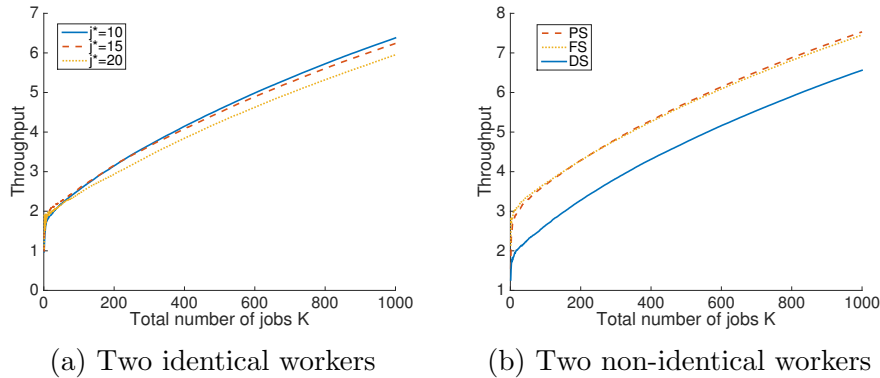 j*=10
j*=15
j*=20
7
6
5
4
3
2
1
0
Throughput
0 200 400 600 800 1000
Total number of jobs K
(a) Two identical workers
PS
FS
DS
8
7
6
5
4
3
2
1
Throughput
0 200 400 600 800 1000
Total number of jobs K
(b) Two non-identical workers